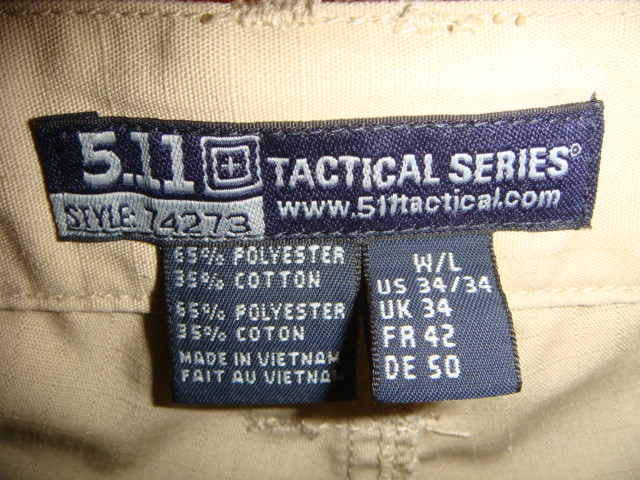 5.11 TACTICAL SERIES®
www.511tactical.com
STYLE: 74273
65% POLYESTER
35% COTTON
65% POLYESTER
35% COTON
MADE IN VIETNAM
FAIT AU VIETNAM
W/L
US 34/34
UK 34
FR 42
DE 50